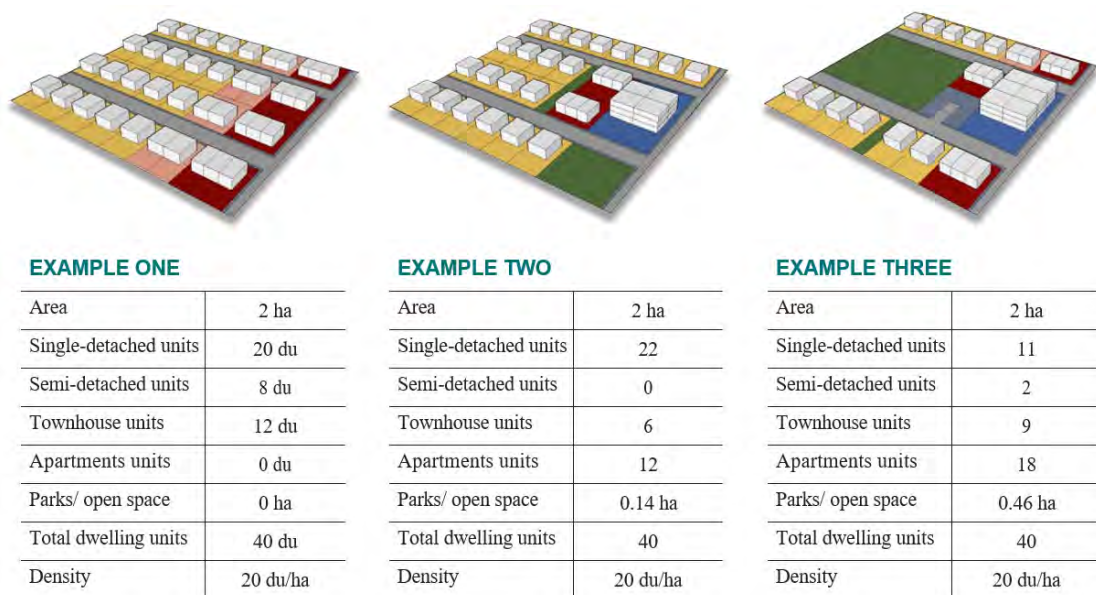 EXAMPLE ONE
Area 2 ha
Single-detached units 20 du
Semi-detached units 8 du
Townhouse units 12 du
Apartments units 0 du
Parks/ open space 0 ha
Total dwelling units 40 du
Density 20 du/ha
EXAMPLE TWO
Area 2 ha
Single-detached units 22
Semi-detached units 0
Townhouse units 6
Apartments units 12
Parks/ open space 0.14 ha
Total dwelling units 40
Density 20 du/ha
EXAMPLE THREE
Area 2 ha
Single-detached units 11
Semi-detached units 2
Townhouse units 9
Apartments units 18
Parks/ open space 0.46 ha
Total dwelling units 40
Density 20 du/ha